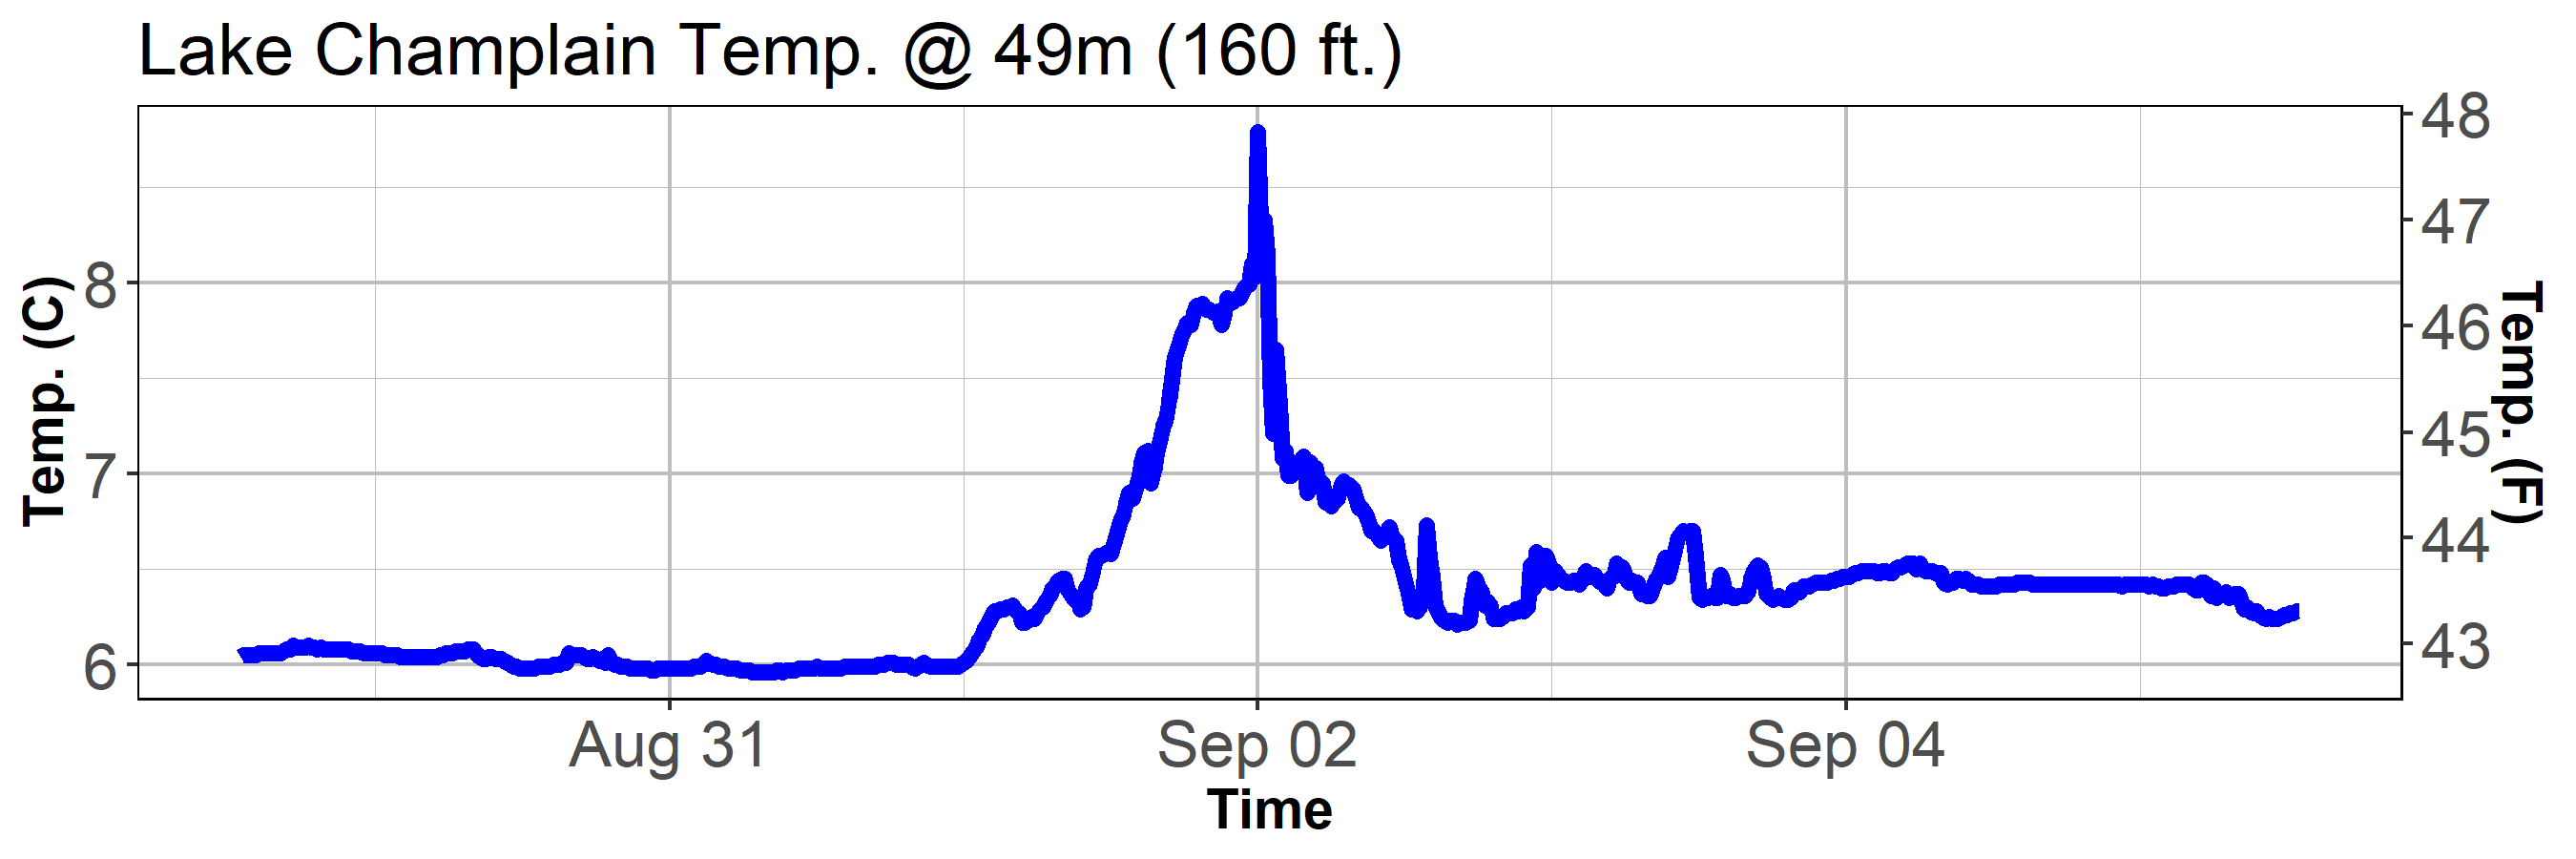 Lake Champlain Temp. @ 49m (160 ft.)
Temp. (C)
8
7
6
48
47
46
45
44
43
Temp. (F)
Aug 31
Sep 02
Sep 04
Time